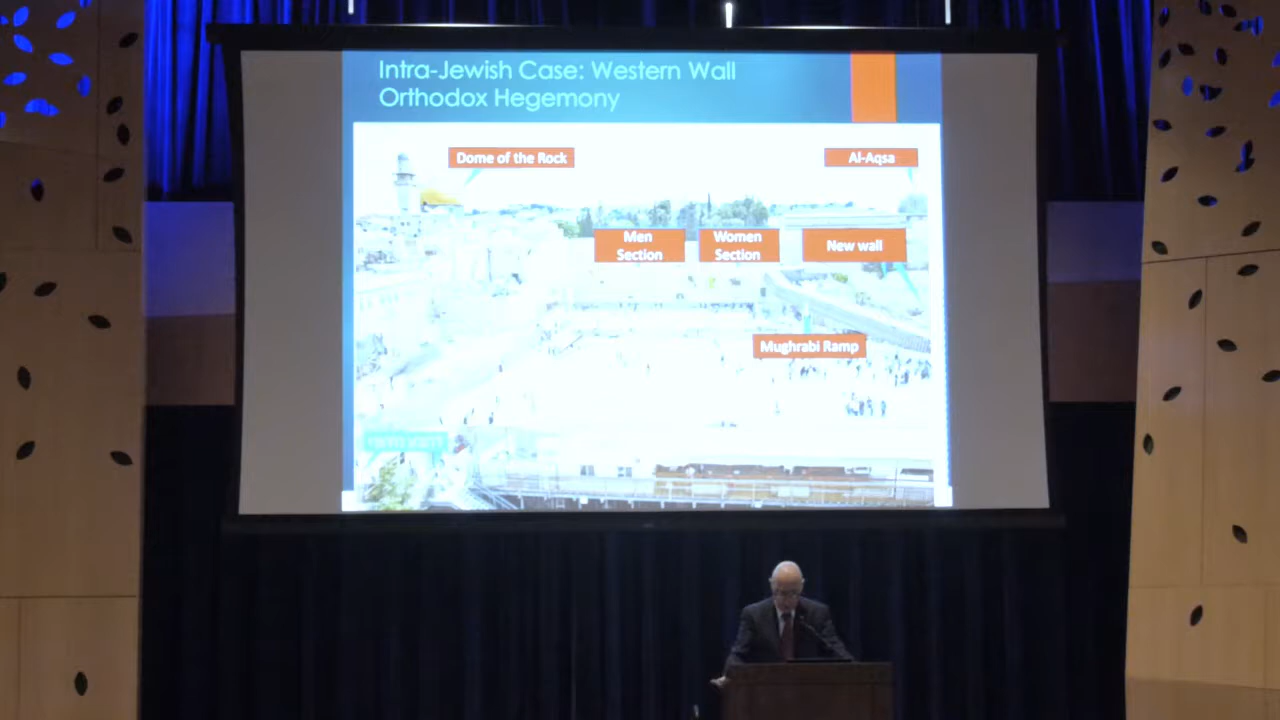 Intra-Jewish Case: Western Wall
Orthodox Hegemony
Dome of the Rock
Al-Aqsa
Men
Section
Women
Section
New wall
Mughrabi Ramp